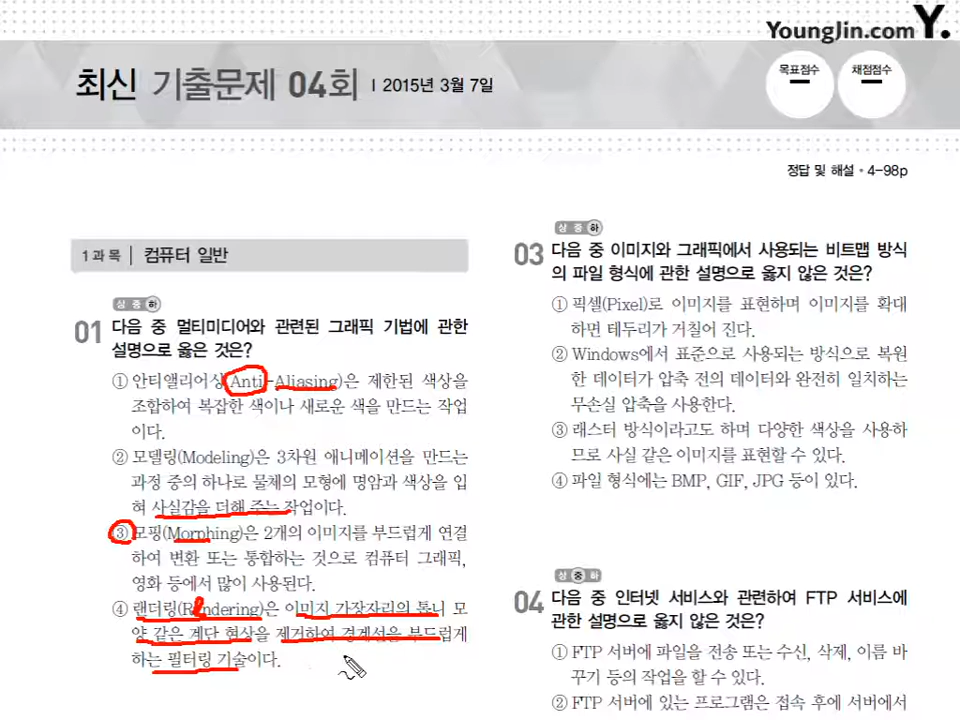 YoungJin.com Y.
최신 기출문제 04회 | 2015년 3월 7일
목표점수
채점점수
정답 및 해설 • 4-98p
1과목 | 컴퓨터 일반
상 중 하
01 다음 중 멀티미디어와 관련된 그래픽 기법에 관한
설명으로 옳은 것은?
① 안티앨리어싱(Anti-Aliasing)은 제한된 색상을
조합하여 복잡한 색이나 새로운 색을 만드는 작업
이다.
② 모델링(Modeling)은 3차원 애니메이션을 만드는
과정 중의 하나로 물체의 모형에 명암과 색상을 입
혀 사실감을 더해 주는 작업이다.
③ 모핑(Morphing)은 2개의 이미지를 부드럽게 연결
하여 변환 또는 통합하는 것으로 컴퓨터 그래픽,
영화 등에서 많이 사용된다.
④ 랜더링(Rendering)은 이미지 가장자리의 톱니 모
양 같은 계단 현상을 제거하여 경계선을 부드럽게
하는 필터링 기술이다.
상 중 하
03 다음 중 이미지와 그래픽에서 사용되는 비트맵 방식
의 파일 형식에 관한 설명으로 옳지 않은 것은?
① 픽셀(Pixel)로 이미지를 표현하며 이미지를 확대
하면 테두리가 거칠어 진다.
② Windows에서 표준으로 사용되는 방식으로 복원
한 데이터가 압축 전의 데이터와 완전히 일치하는
무손실 압축을 사용한다.
③ 래스터 방식이라고도 하며 다양한 색상을 사용하
므로 사실 같은 이미지를 표현할 수 있다.
④ 파일 형식에는 BMP, GIF, JPG 등이 있다.
상 중 하
04 다음 중 인터넷 서비스와 관련하여 FTP 서비스에
관한 설명으로 옳지 않은 것은?
① FTP 서버에 파일을 전송 또는 수신, 삭제, 이름 바
꾸기 등의 작업을 할 수 있다.
② FTP 서버에 있는 프로그램은 접속 후에 서버에서